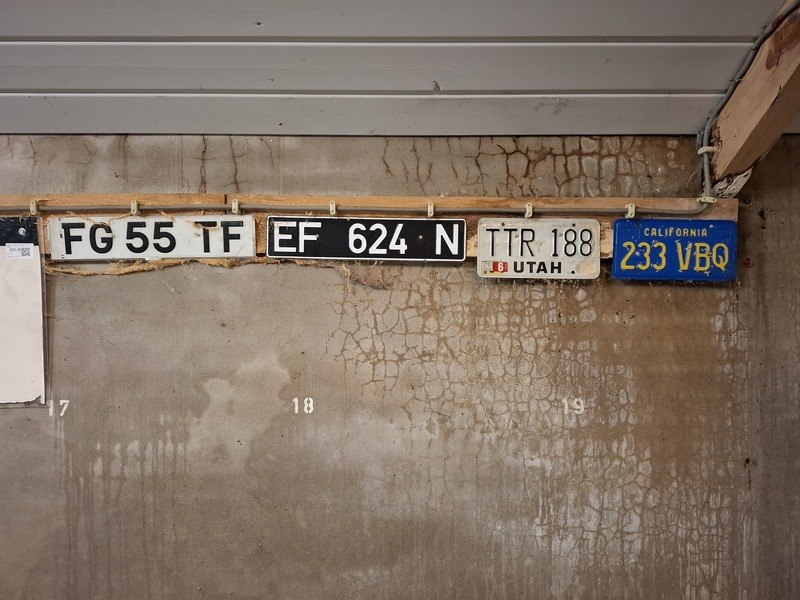 FG 55 TF
EF 624 N
TTR 188
6 UTAH
CALIFORNIA
233 VBQ
17
18
19